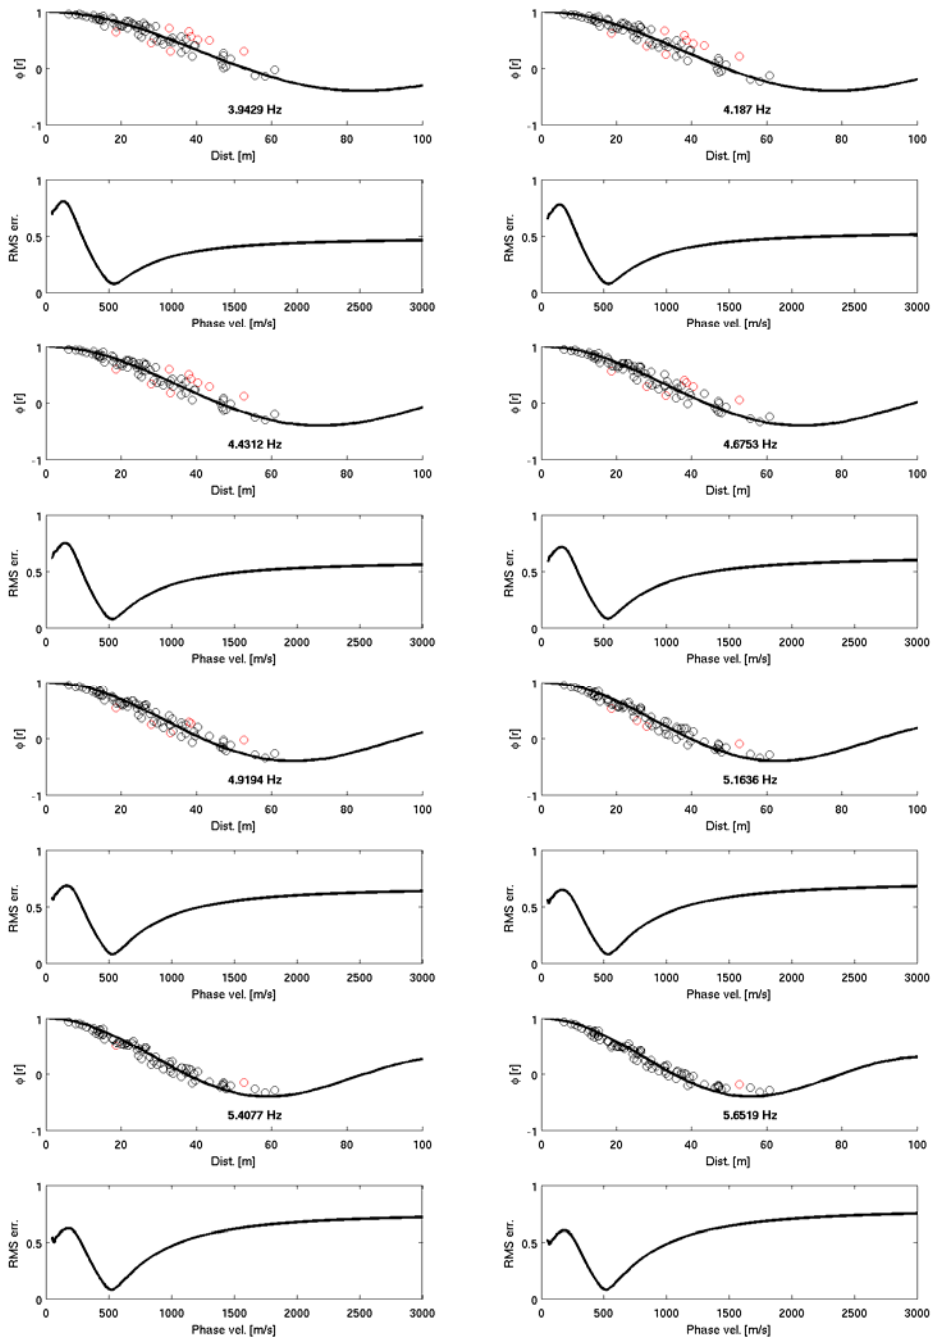 1
0
-1
φ [r]
3.9429 Hz
0 20 40 60 80 100
Dist. [m]
1
0
-1
φ [r]
4.187 Hz
0 20 40 60 80 100
Dist. [m]
1
0.5
0
RMS err.
0 500 1000 1500 2000 2500 3000
Phase vel. [m/s]
1
0.5
0
RMS err.
0 500 1000 1500 2000 2500 3000
Phase vel. [m/s]
1
0
-1
φ [r]
4.4312 Hz
0 20 40 60 80 100
Dist. [m]
1
0
-1
φ [r]
4.6753 Hz
0 20 40 60 80 100
Dist. [m]
1
0.5
0
RMS err.
0 500 1000 1500 2000 2500 3000
Phase vel. [m/s]
1
0.5
0
RMS err.
0 500 1000 1500 2000 2500 3000
Phase vel. [m/s]
1
0
-1
φ [r]
4.9194 Hz
0 20 40 60 80 100
Dist. [m]
1
0
-1
φ [r]
5.1636 Hz
0 20 40 60 80 100
Dist. [m]
1
0.5
0
RMS err.
0 500 1000 1500 2000 2500 3000
Phase vel. [m/s]
1
0.5
0
RMS err.
0 500 1000 1500 2000 2500 3000
Phase vel. [m/s]
1
0
-1
φ [r]
5.4077 Hz
0 20 40 60 80 100
Dist. [m]
1
0
-1
φ [r]
5.6519 Hz
0 20 40 60 80 100
Dist. [m]
1
0.5
0
RMS err.
0 500 1000 1500 2000 2500 3000
Phase vel. [m/s]
1
0.5
0
RMS err.
0 500 1000 1500 2000 2500 3000
Phase vel. [m/s]